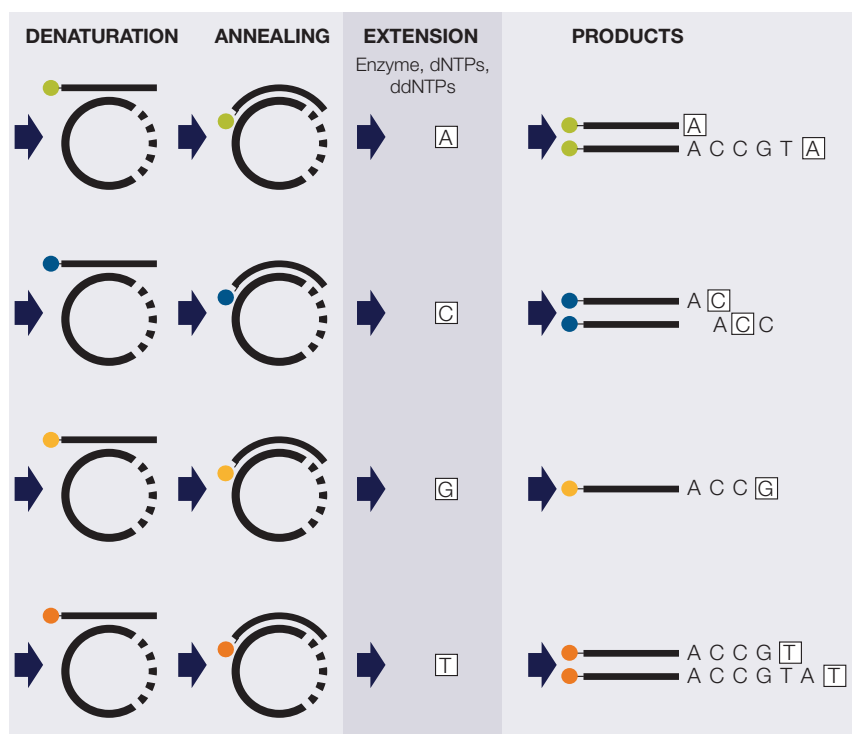 DENATURATION ANNEALING EXTENSION PRODUCTS
Enzyme, dNTPs,
ddNTPs
A
A
A C C G T A
C
A C
A C C
G
A C C G
T
A C C G T
A C C G T A T